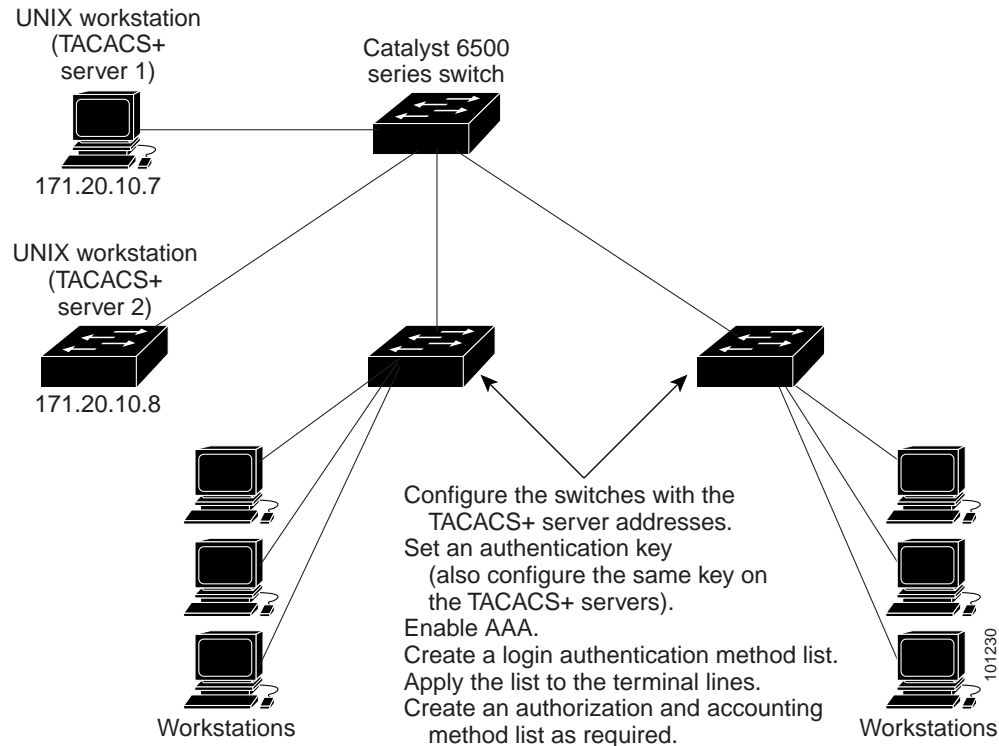 UNIX workstation
(TACACS+
server 1)
Catalyst 6500
series switch
171.20.10.7
UNIX workstation
(TACACS+
server 2)
171.20.10.8
Configure the switches with the
TACACS+ server addresses.
Set an authentication key
(also configure the same key on
the TACACS+ servers).
Enable AAA.
Create a login authentication method list.
Apply the list to the terminal lines.
Create an authorization and accounting
method list as required.
Workstations
Workstations
101230